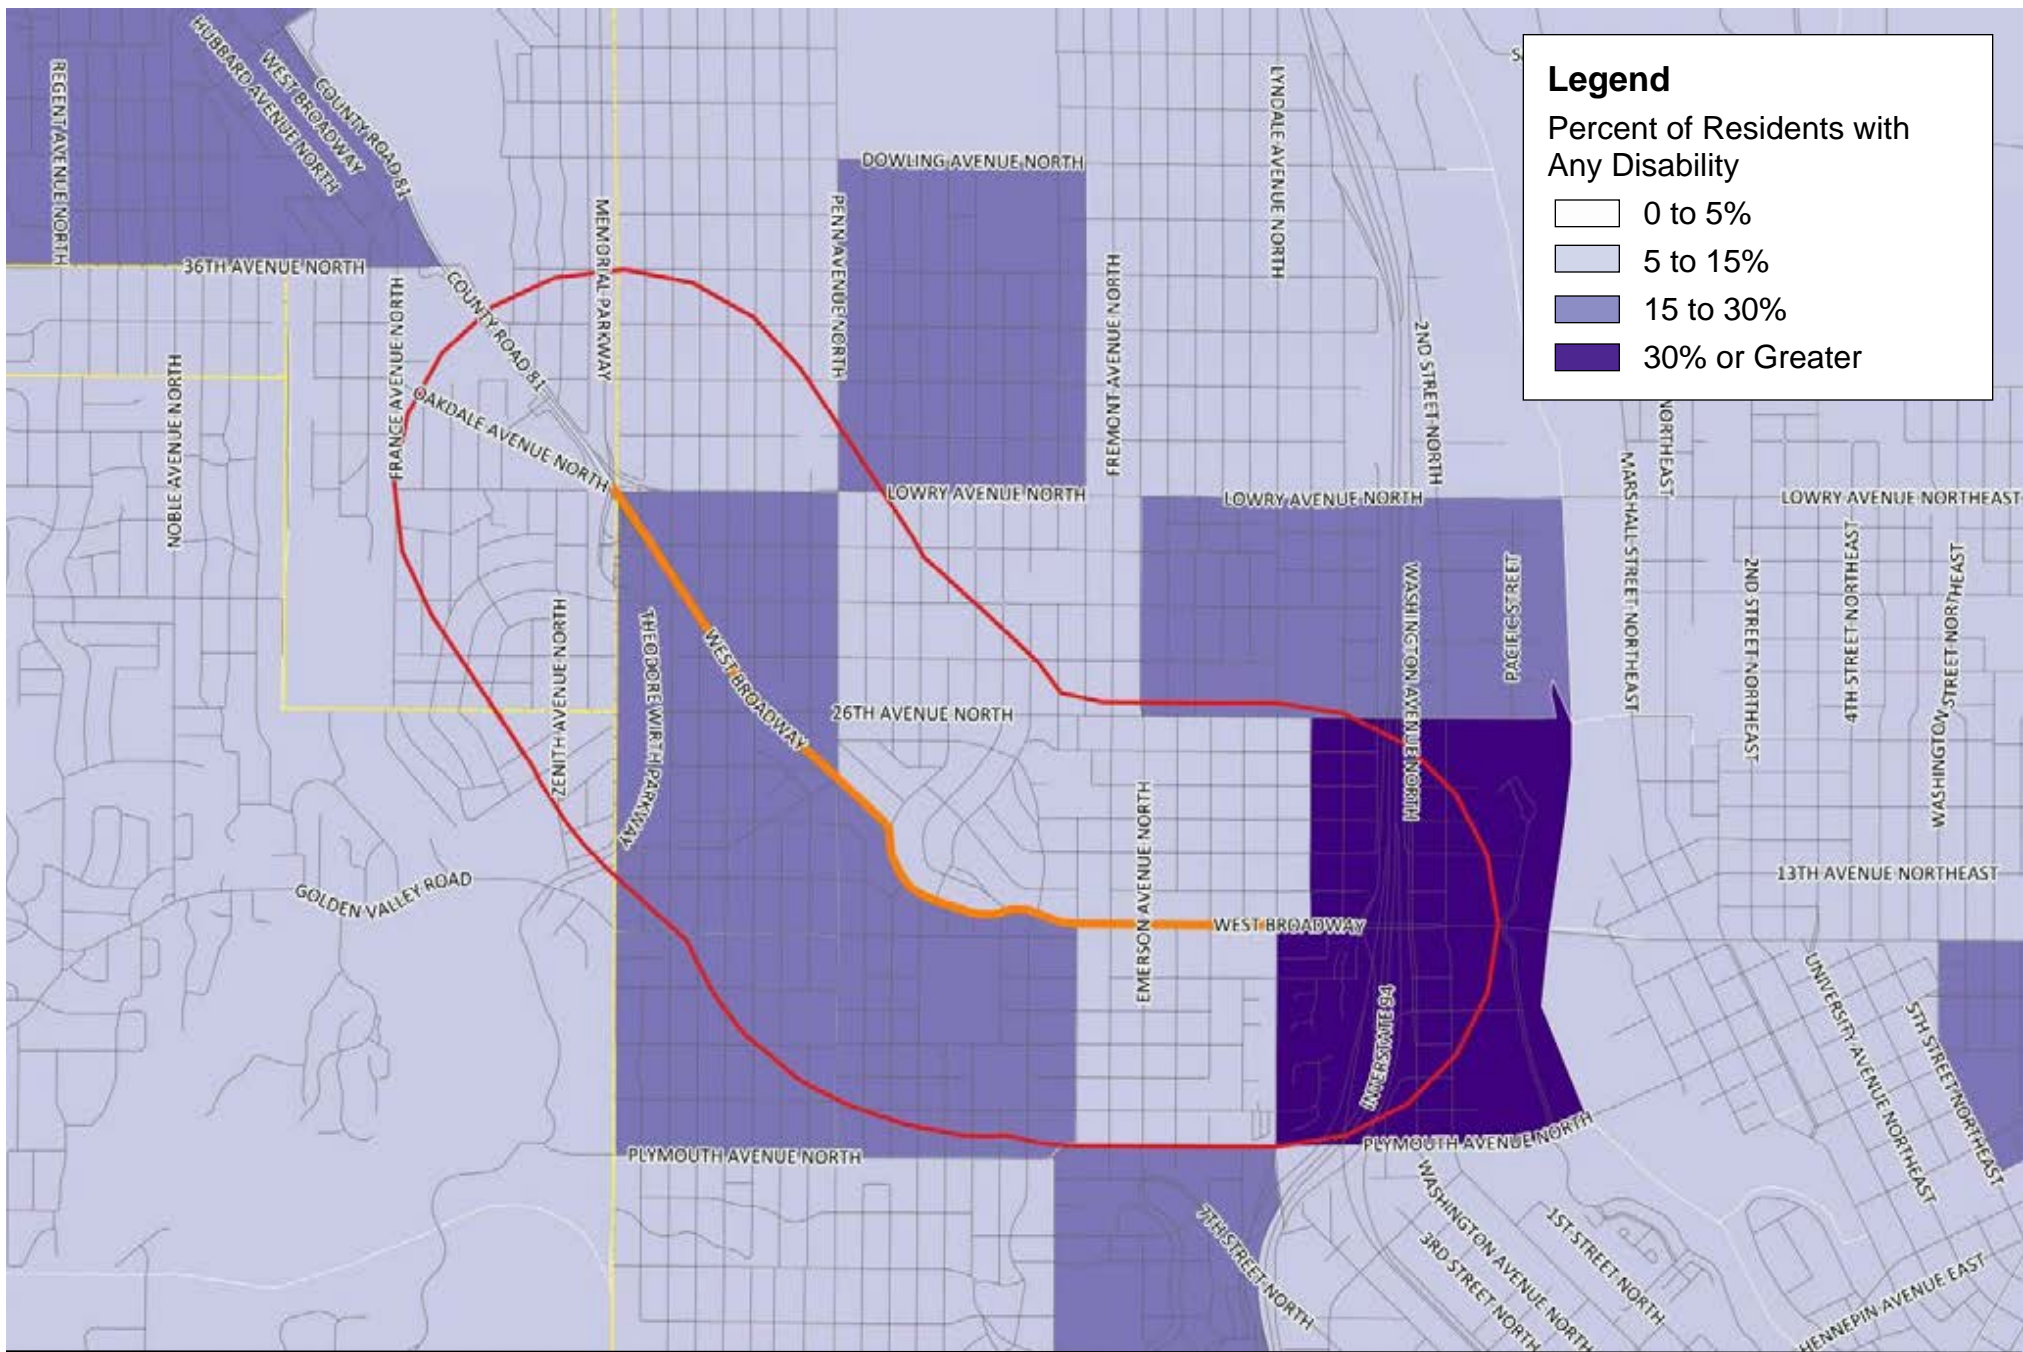 Legend
Percent of Residents with
Any Disability
0 to 5%
5 to 15%
15 to 30%
30% or Greater
HUBBARD AVENUE NORTH
WEST BROADWAY
COUNTY ROAD 81
REGENT AVENUE NORTH
36TH AVENUE NORTH
MEMORIAL PARKWAY
PENN AVENUE NORTH
DOWLING AVENUE NORTH
LYNDALE AVENUE NORTH
FREMONT AVENUE NORTH
2ND STREET NORTH
COUNTY ROAD 81
FRANCE AVENUE NORTH
OAKDALE AVENUE NORTH
NOBLE AVENUE NORTH
LOWRY AVENUE NORTH
LOWRY AVENUE NORTH
LOWRY AVENUE NORTHEAST
NORTHEAST
MARSHALL STREET NORTHEAST
2ND STREET NORTHEAST
4TH STREET NORTHEAST
WASHINGTON STREET NORTHEAST
PACIFIC STREET
WASHINGTON AVENUE NORTH
ZENITH AVENUE NORTH
THEODORE WIRTH PARKWAY
WEST BROADWAY
26TH AVENUE NORTH
EMERSON AVENUE NORTH
WEST BROADWAY
GOLDEN VALLEY ROAD
13TH AVENUE NORTHEAST
INTERSTATE 94
UNIVERSITY AVENUE NORTHEAST
5TH STREET NORTHEAST
PLYMOUTH AVENUE NORTH
PLYMOUTH AVENUE NORTH
7TH STREET NORTH
WASHINGTON AVENUE NORTH
3RD STREET NORTH
1ST STREET NORTH
HENNEPIN AVENUE EAST